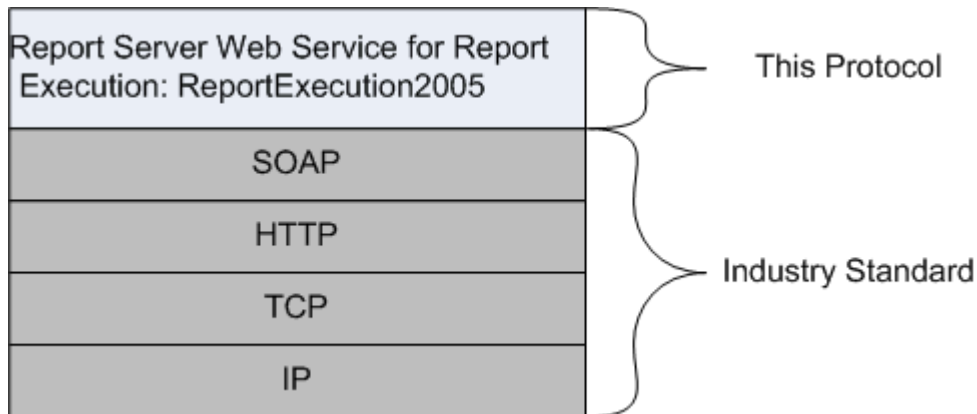 Report Server Web Service for Report
Execution: ReportExecution2005
This Protocol
SOAP
HTTP
TCP
IP
Industry Standard